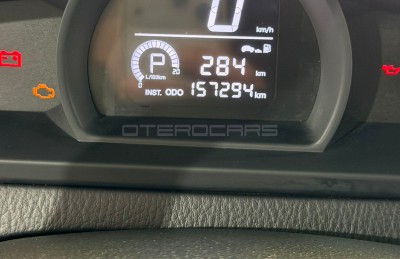 0
km/h
P
L/100km
0
20
284 km
INST. ODO 157294 km
OTEROCARS